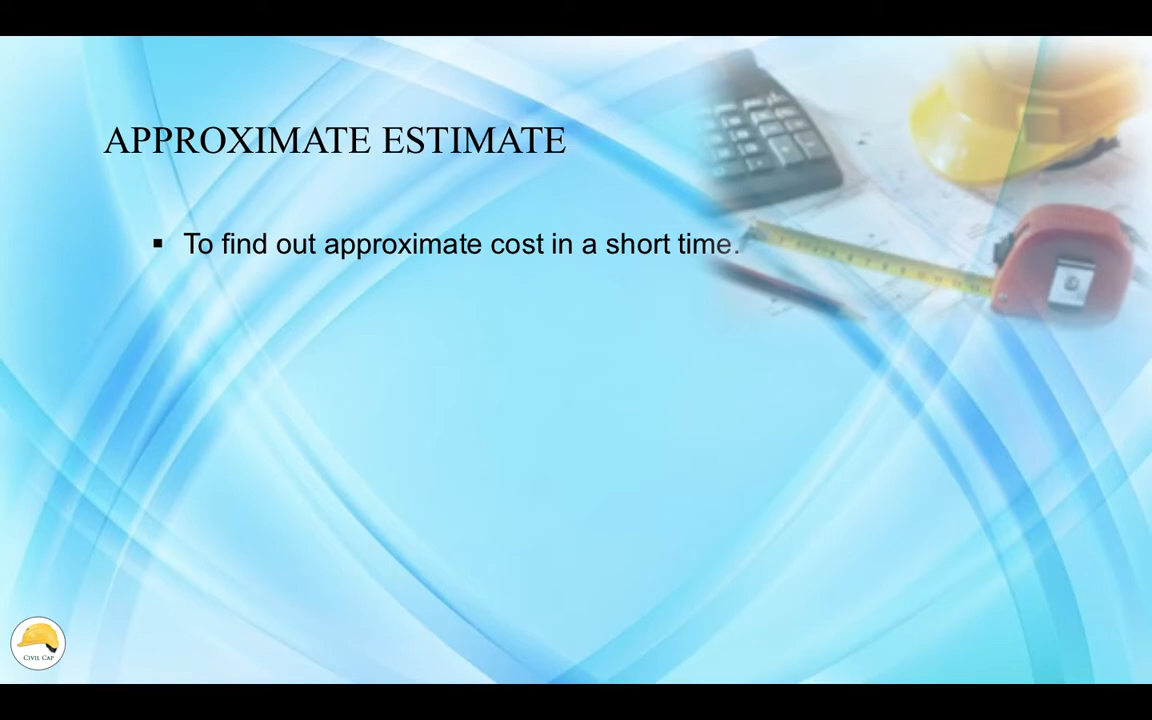 APPROXIMATE ESTIMATE
▪ To find out approximate cost in a short time.
CIVIL CAP